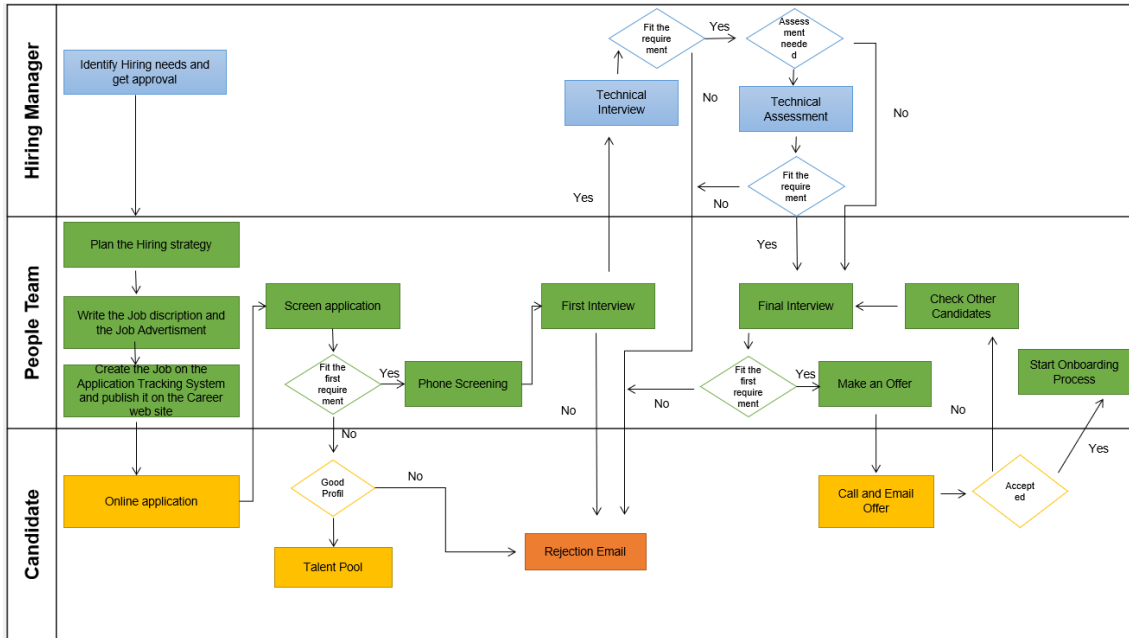 Hiring Manager
Identify Hiring needs and
get approval
Technical
Interview
Yes
Fit the
require
ment
Yes
No
Assess
ment
neede
d
No
Technical
Assessment
Fit the
require
ment
No
Yes
People Team
Plan the Hiring strategy
Write the Job discription and
the Job Advertisment
Create the Job on the
Application Tracking System
and publish it on the Career
web site
Screen application
Fit the
first
require
ment
Yes
No
Phone Screening
First Interview
No
Final Interview
Fit the
first
require
ment
No
Yes
Make an Offer
Check Other
Candidates
No
Start Onboarding
Process
Yes
Candidate
Online application
Good
Profil
No
Talent Pool
Rejection Email
Call and Email
Offer
Accept
ed